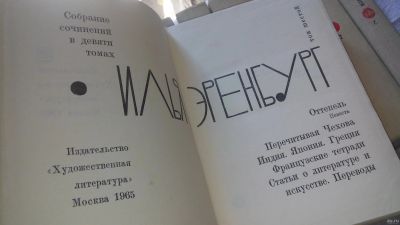 Собрание
сочинений
в девяти
томах
ИЛЬЯ ЭРЕНБУРГ
Издательство
«Художественная
литература»
Москва 1965
том шестой
Оттепель
Повесть
Перечитывая Чехова
Индия. Япония. Греция
Французские тетради
Статьи о литературе и
искусстве. Переводы